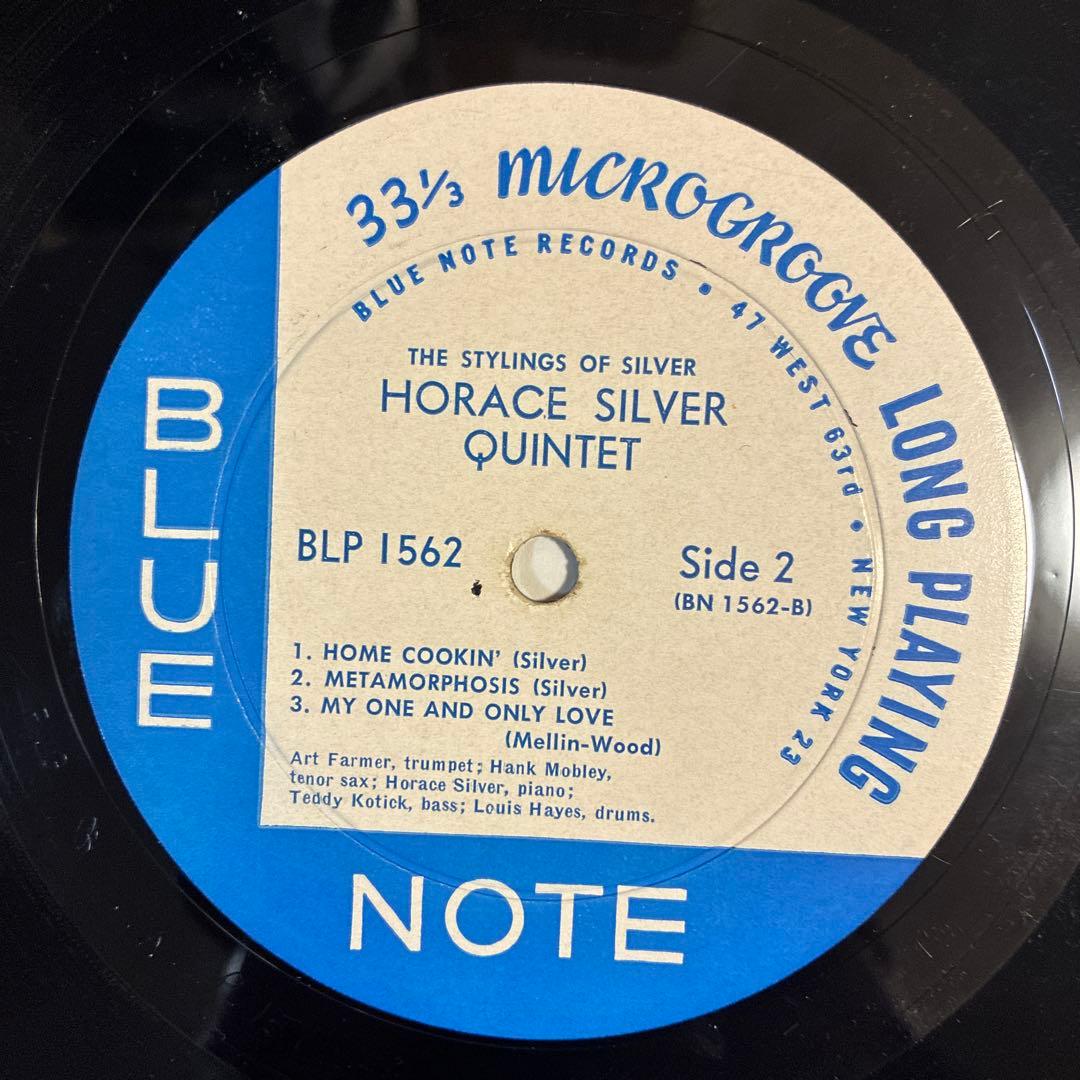 33⅓ MICROGROOVE LONG PLAYING
BLUE NOTE RECORDS • 47 WEST 63rd • NEW YORK 23
THE STYLINGS OF SILVER
HORACE SILVER
QUINTET
BLP 1562
Side 2
(BN 1562-B)
1. HOME COOKIN' (Silver)
2. METAMORPHOSIS (Silver)
3. MY ONE AND ONLY LOVE
(Mellin-Wood)
Art Farmer, trumpet; Hank Mobley,
tenor sax; Horace Silver, piano;
Teddy Kotick, bass; Louis Hayes, drums.
BLUE
NOTE